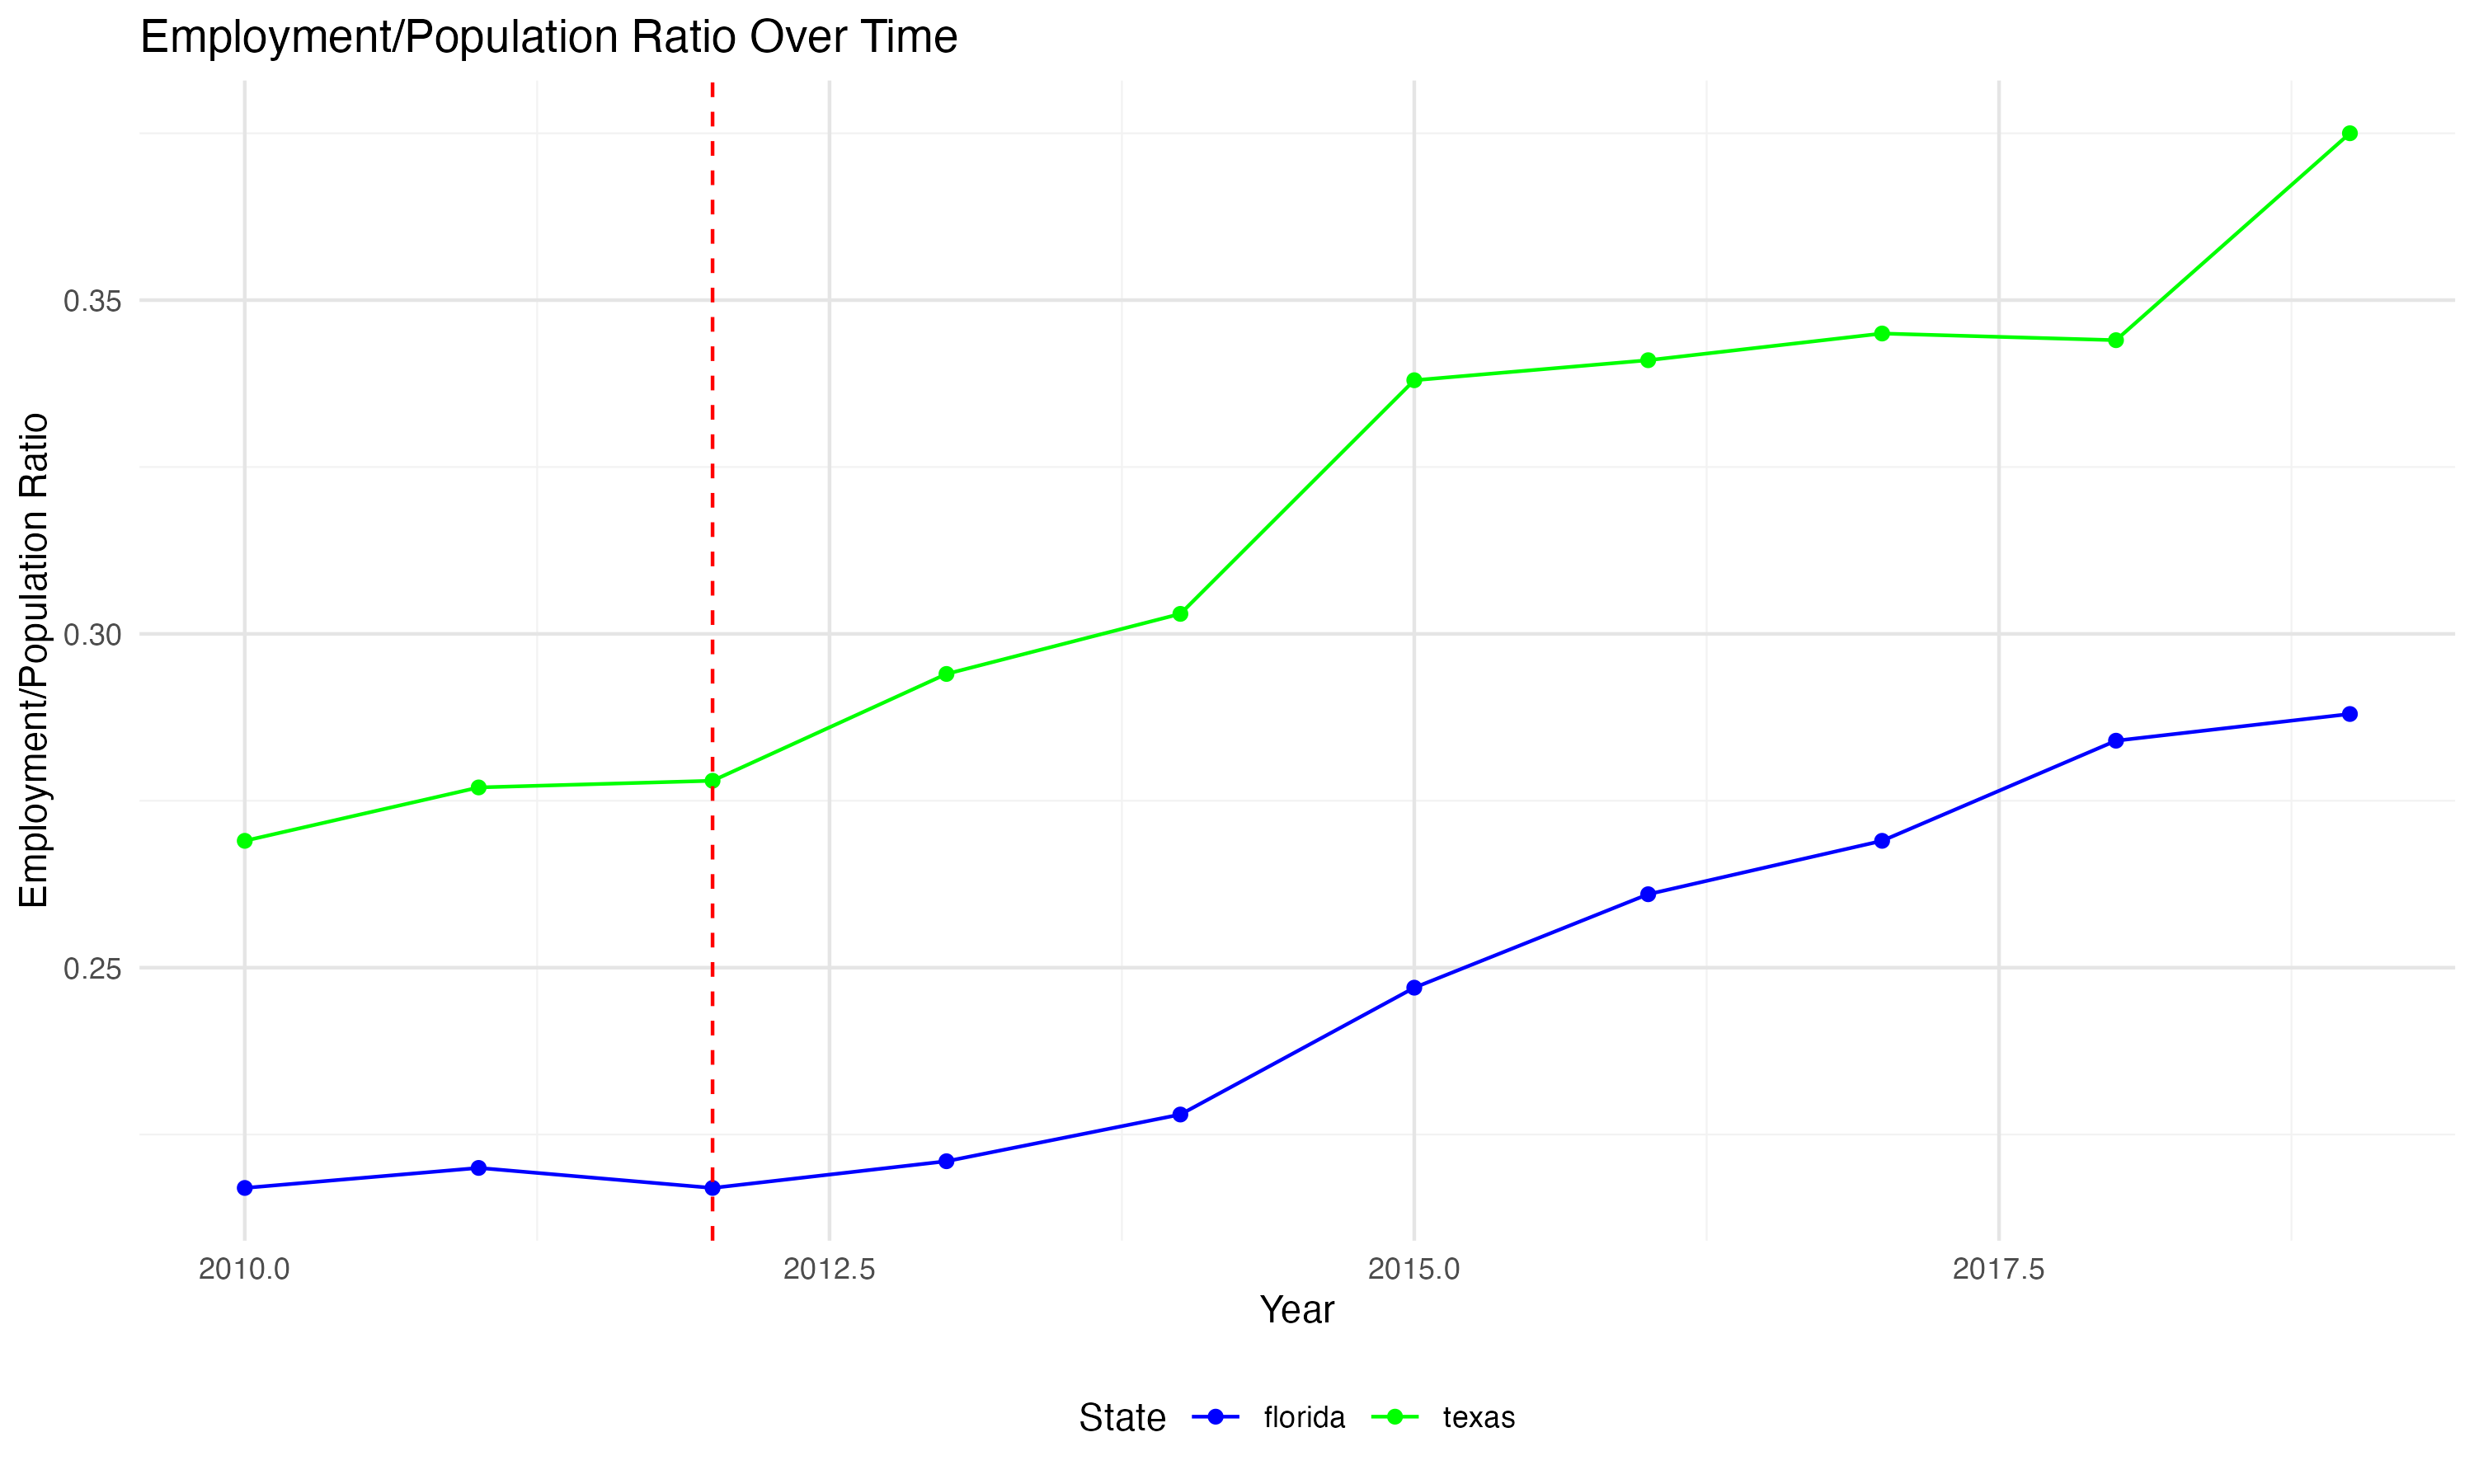 Employment/Population Ratio Over Time
Employment/Population Ratio
0.35
0.30
0.25
2010.0 2012.5 2015.0 2017.5
Year
State florida texas